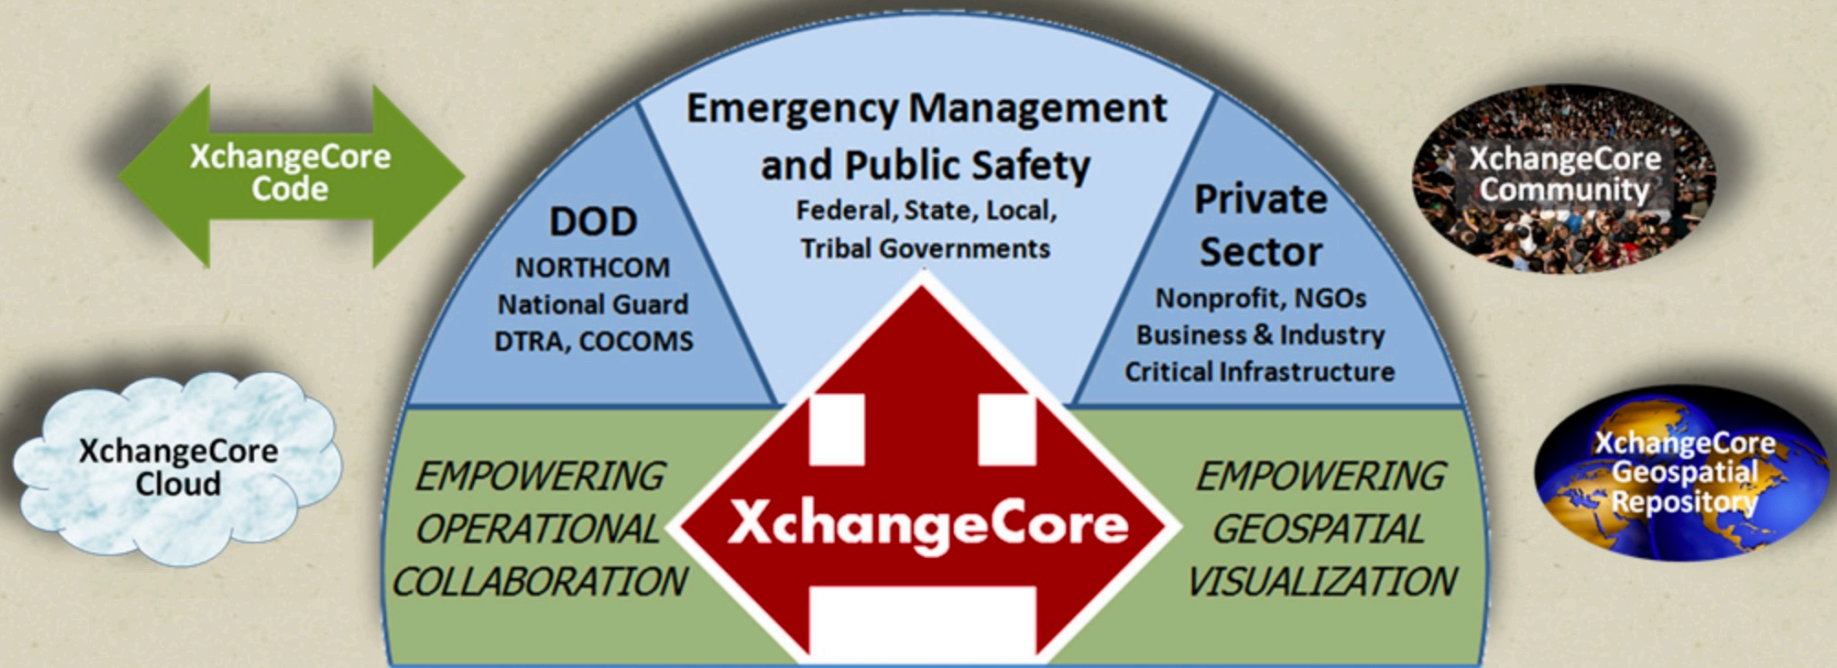 XchangeCore
Code
Emergency Management
and Public Safety
Federal, State, Local,
Tribal Governments
DOD
NORTHCOM
National Guard
DTRA, COCOMS
Private
Sector
Nonprofit, NGOs
Business & Industry
Critical Infrastructure
XchangeCore
Community
XchangeCore
Cloud
EMPOWERING
OPERATIONAL
COLLABORATION
XchangeCore
EMPOWERING
GEOSPATIAL
VISUALIZATION
XchangeCore
Geospatial
Repository